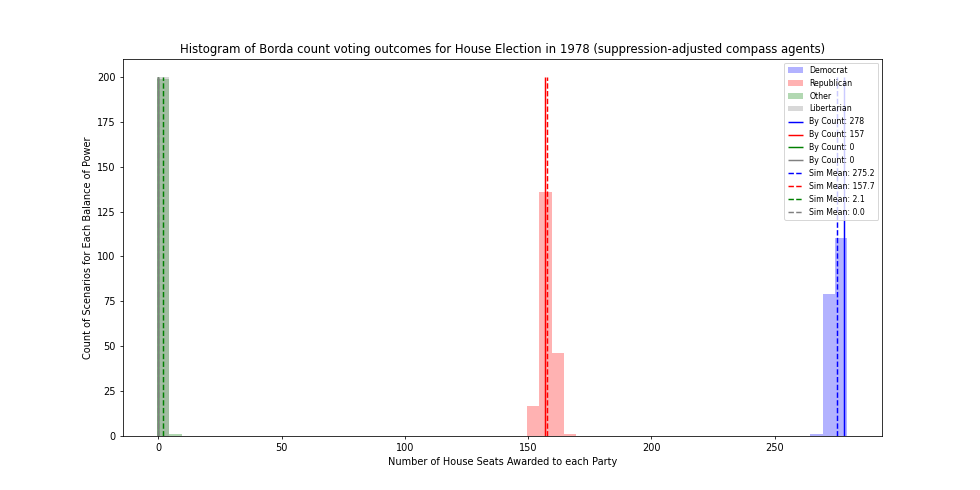 Histogram of Borda count voting outcomes for House Election in 1978 (suppression-adjusted compass agents)
Count of Scenarios for Each Balance of Power
200
175
150
125
100
75
50
25
0
Democrat
Republican
Other
Libertarian
By Count: 278
By Count: 157
By Count: 0
By Count: 0
Sim Mean: 275.2
Sim Mean: 157.7
Sim Mean: 2.1
Sim Mean: 0.0
0
50
100
150
200
250
Number of House Seats Awarded to each Party